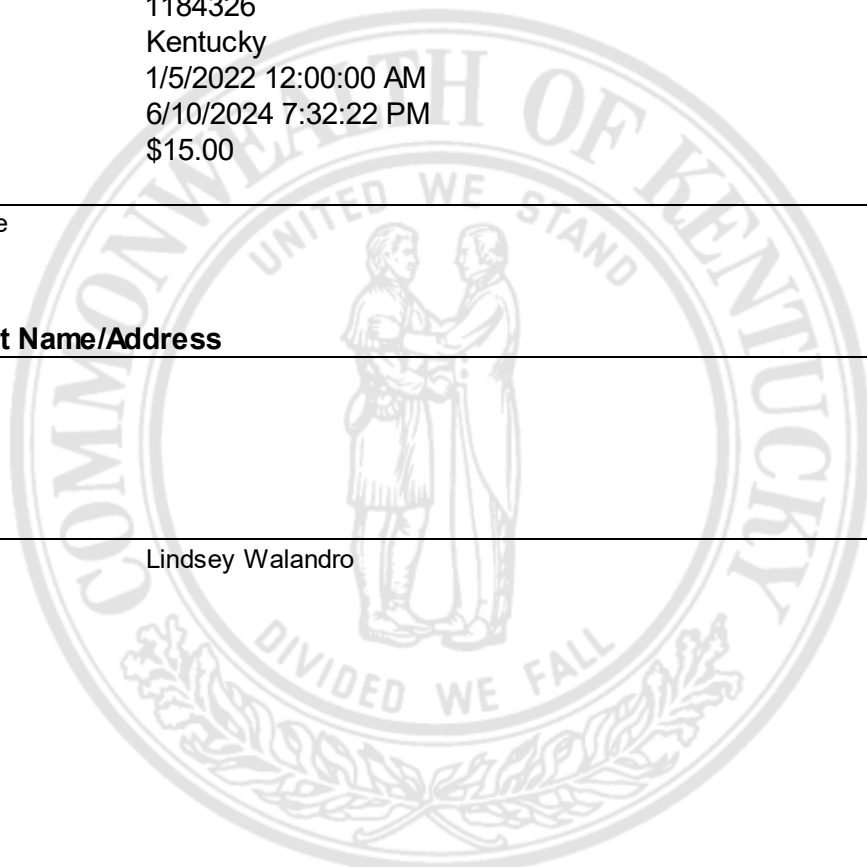 1184326
Kentucky
1/5/2022 12:00:00 AM
6/10/2024 7:32:22 PM
$15.00
e
t Name/Address
Lindsey Walandro
COMMONWEALTH OF KENTUCKY
UNITED WE STAND
DIVIDED WE FALL